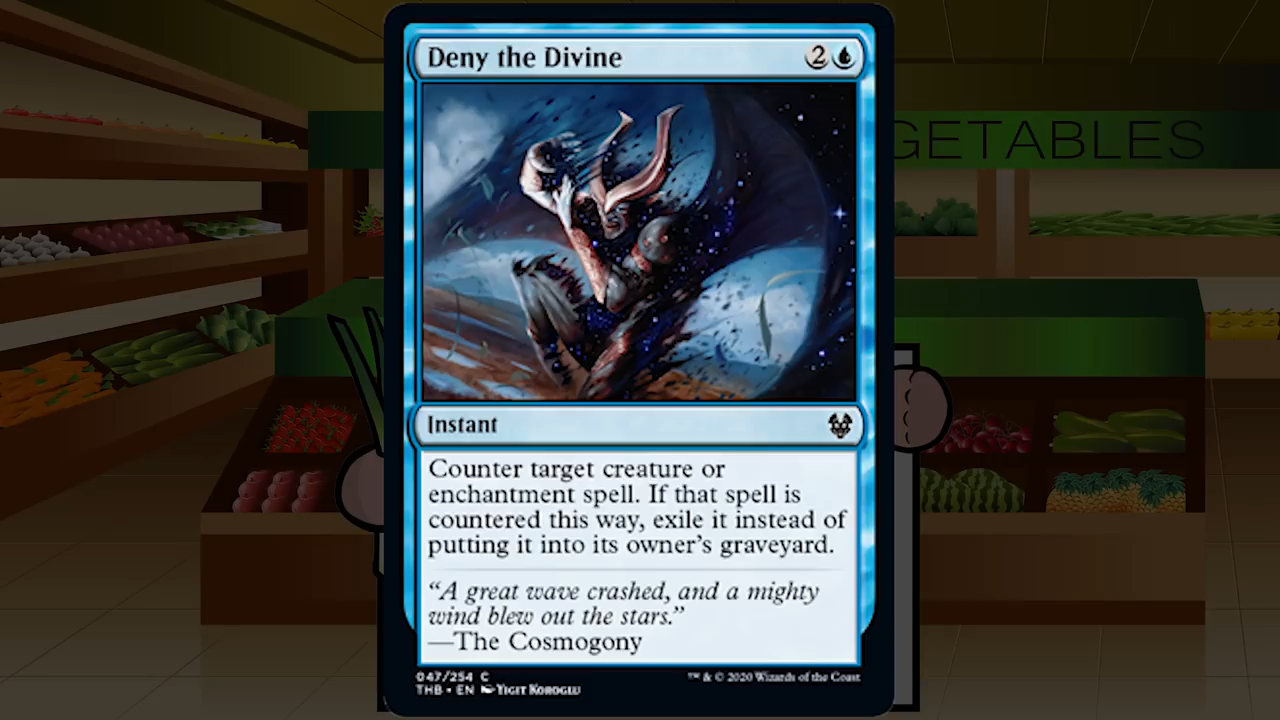 Deny the Divine 2
GETABLES
Instant
Counter target creature or
enchantment spell. If that spell is
countered this way, exile it instead of
putting it into its owner's graveyard.
“A great wave crashed, and a mighty
wind blew out the stars.”
—The Cosmogony
047/254 C
THB • EN Yigit Koroglu
™ & © 2020 Wizards of the Coast